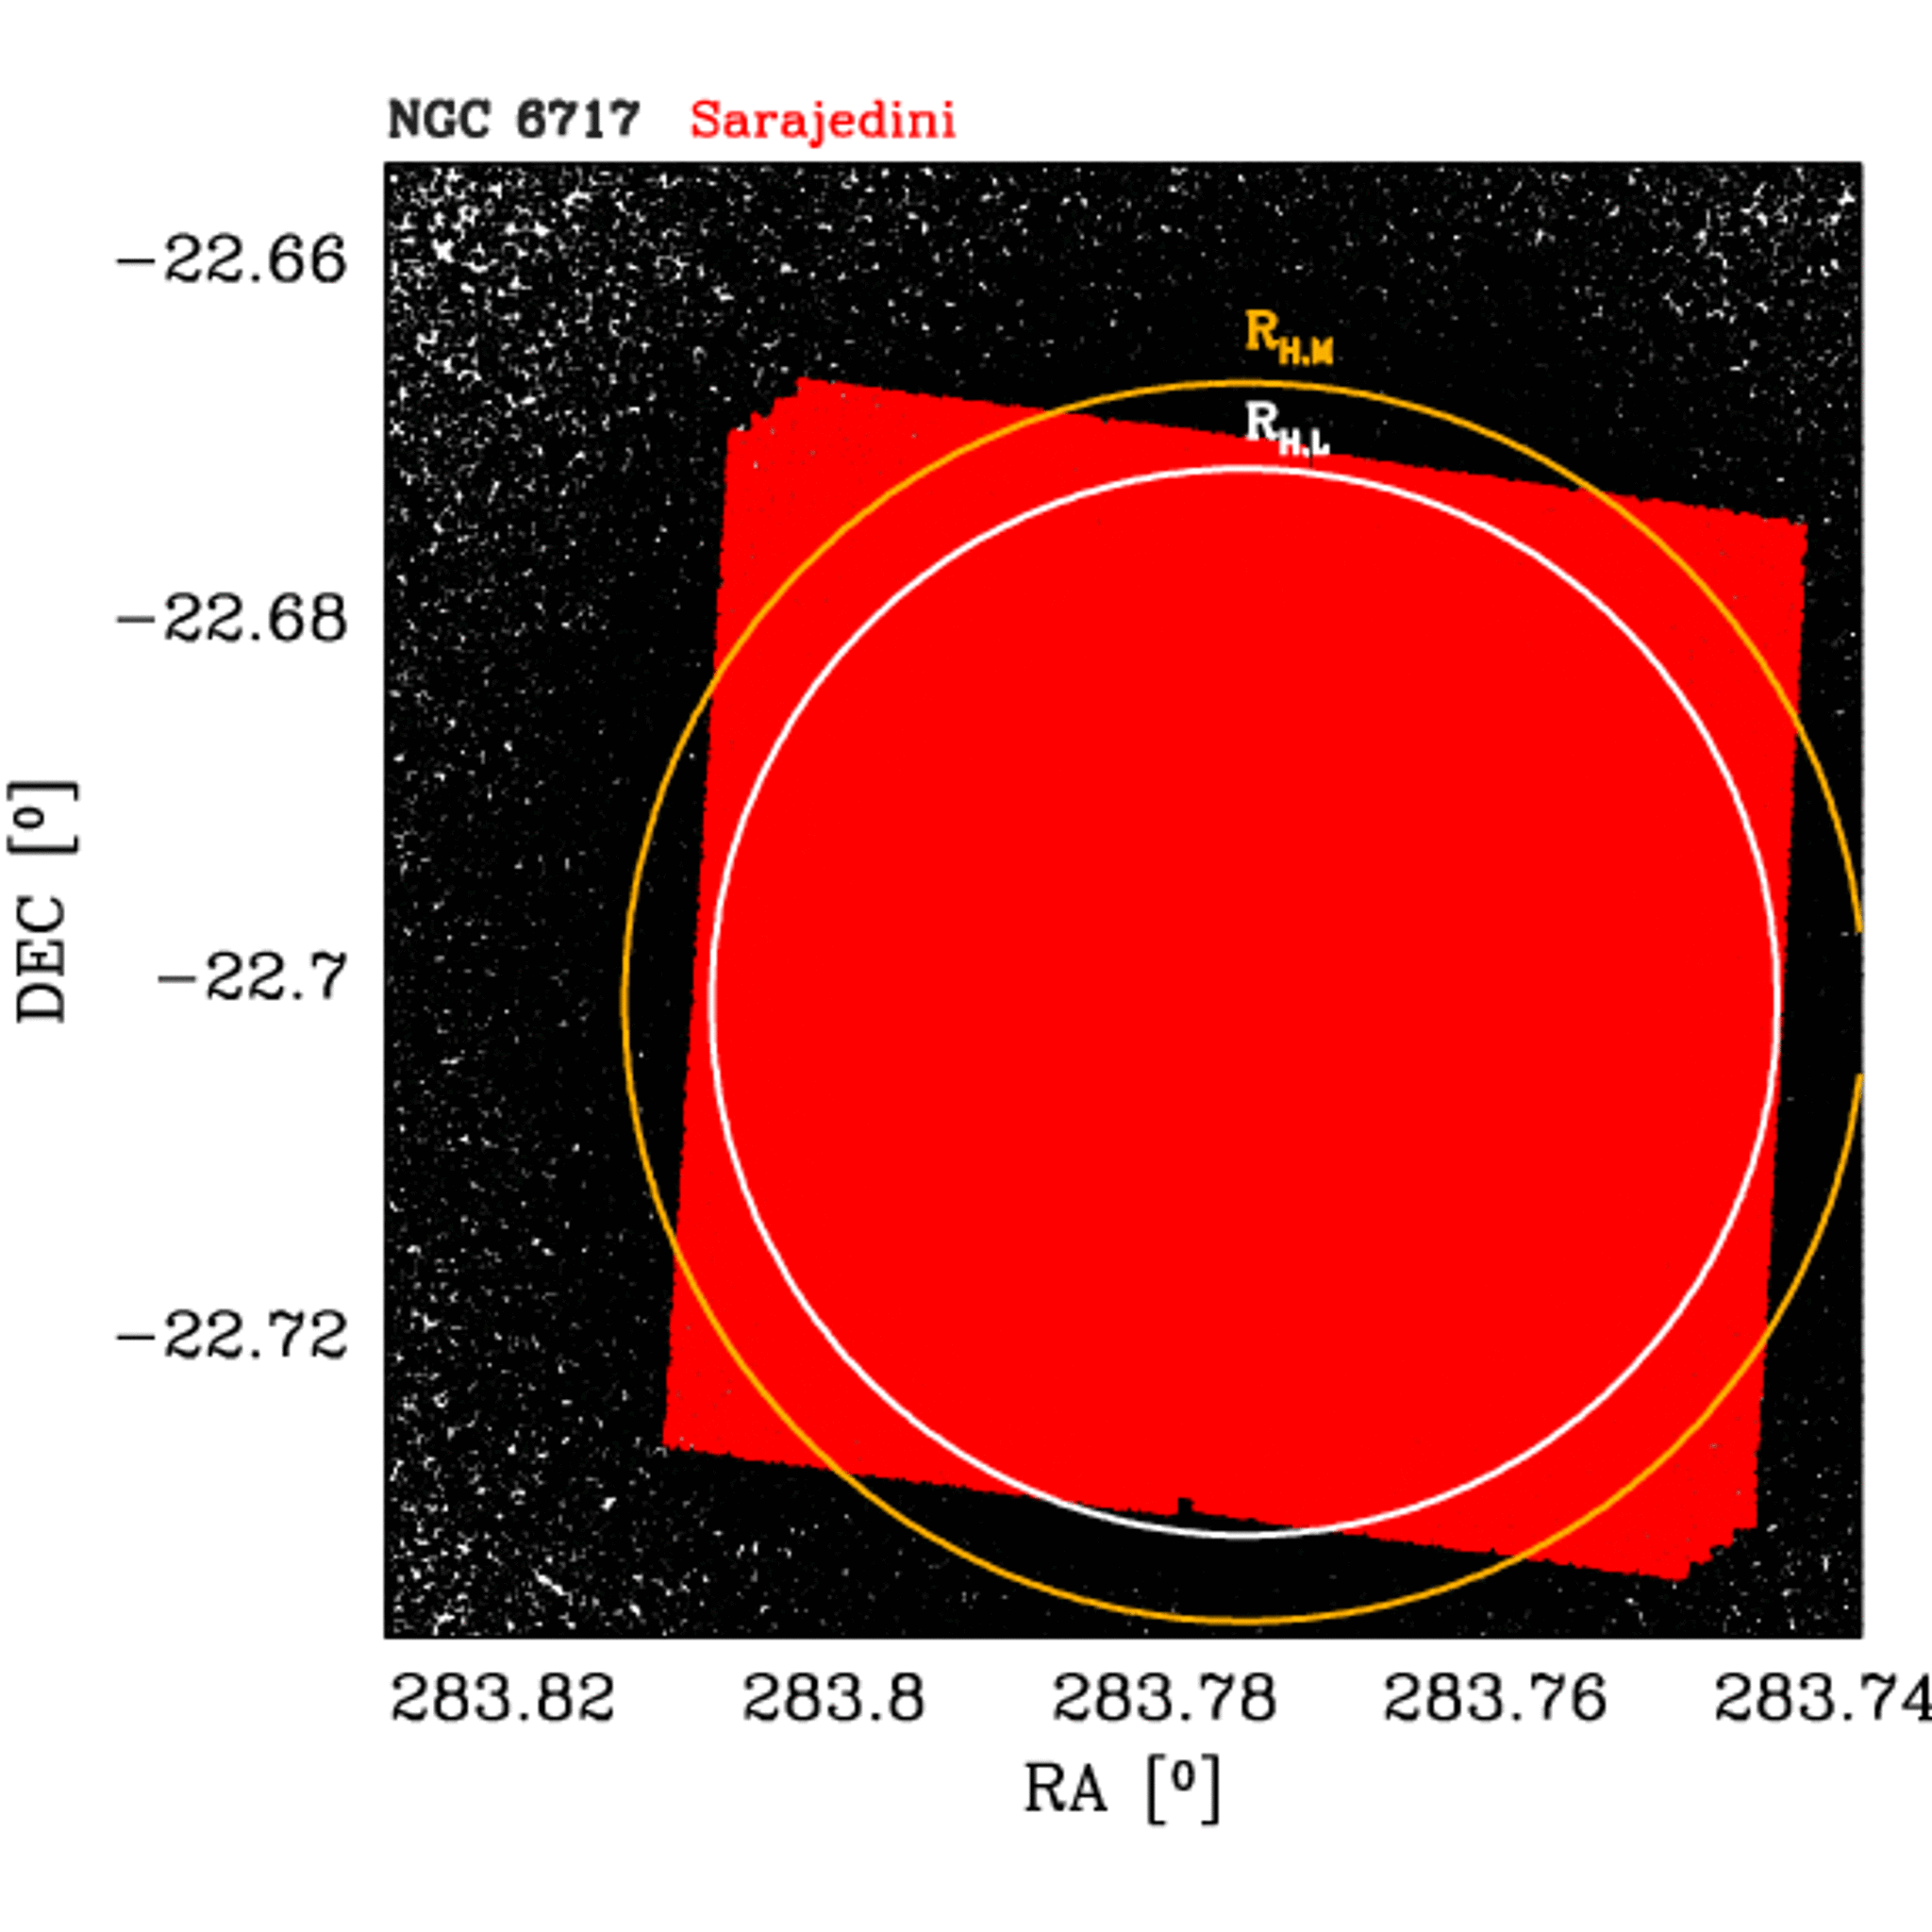 NGC 6717 Sarajedini
-22.66
R_H,M
R_H,L
-22.68
-22.7
-22.72
DEC [°]
283.82 283.8 283.78 283.76 283.74
RA [°]